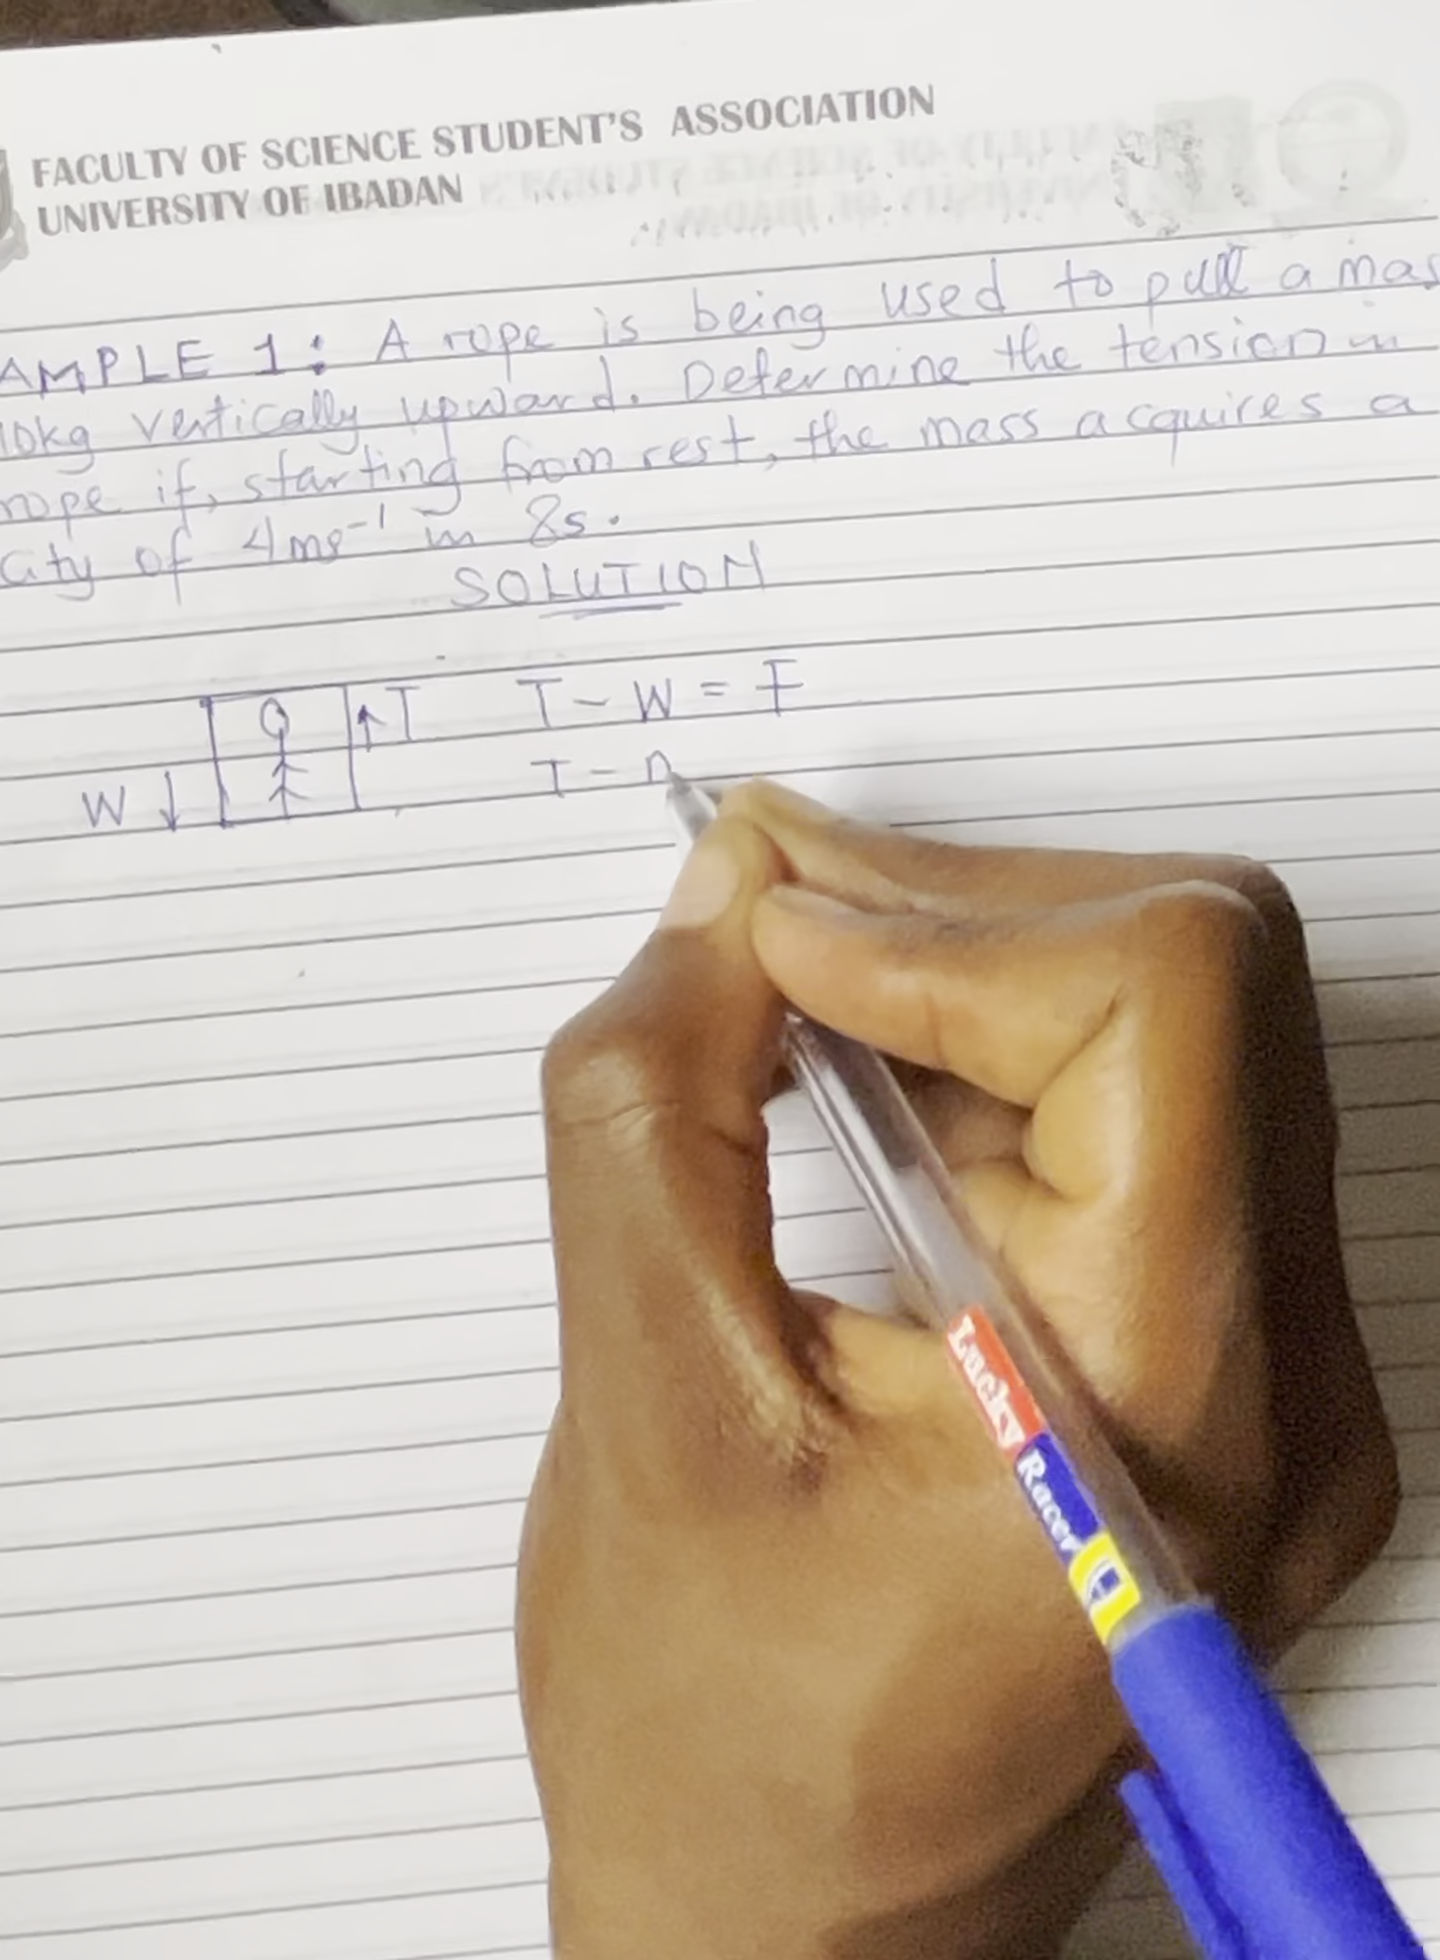 FACULTY OF SCIENCE STUDENT'S ASSOCIATION
UNIVERSITY OF IBADAN
AMPLE 1: A rope is being used to pull a mas
10kg vertically upward. Determine the tension in
rope if, starting from rest, the mass acquires a
city of 4ms⁻¹ in 8s.
SOLUTION
T T - W = F
W T -
Lucky Racer